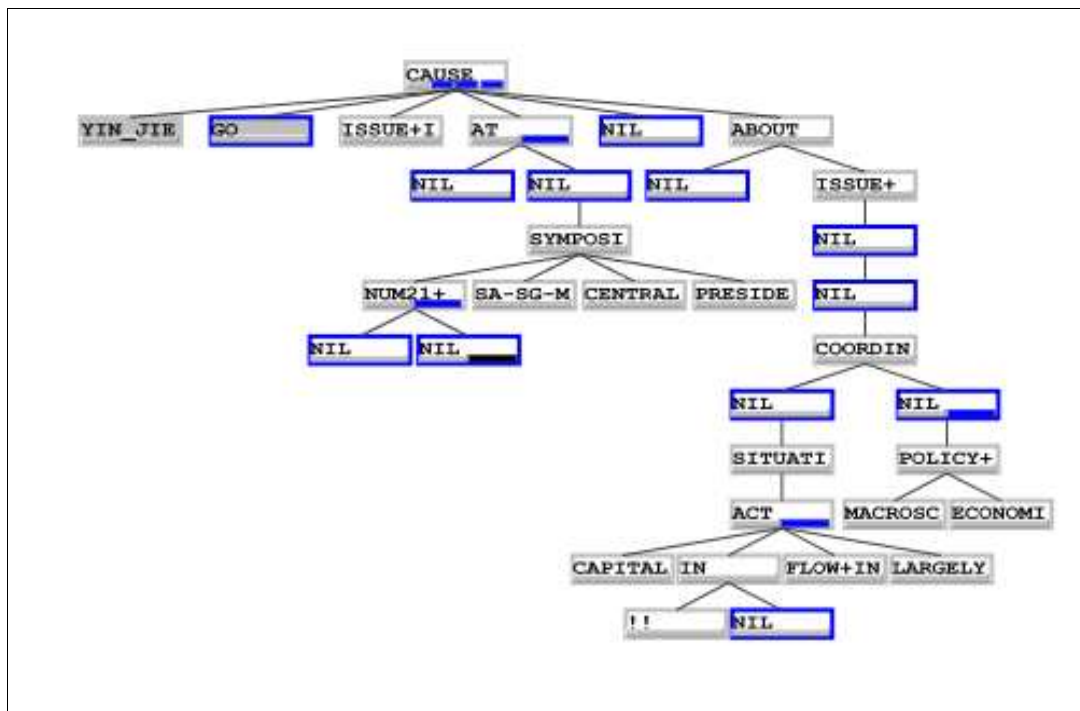 CAUSE
YIN_JIE GO ISSUE+I AT NIL ABOUT
NIL NIL NIL ISSUE+
SYMPOSI NIL
NUM21+ SA-SG-M CENTRAL PRESIDE NIL
NIL NIL COORDIN
NIL NIL
SITUATI POLICY+
ACT MACROSC ECONOMI
CAPITAL IN FLOW+IN LARGELY
!! NIL